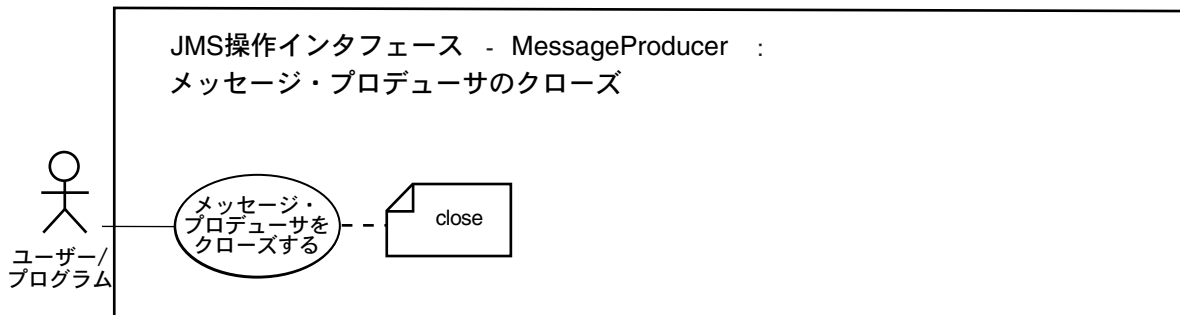 JMS操作インタフェース - MessageProducer :
メッセージ・プロデューサのクローズ
メッセージ・
プロデューサを
クローズする
close
ユーザー/
プログラム